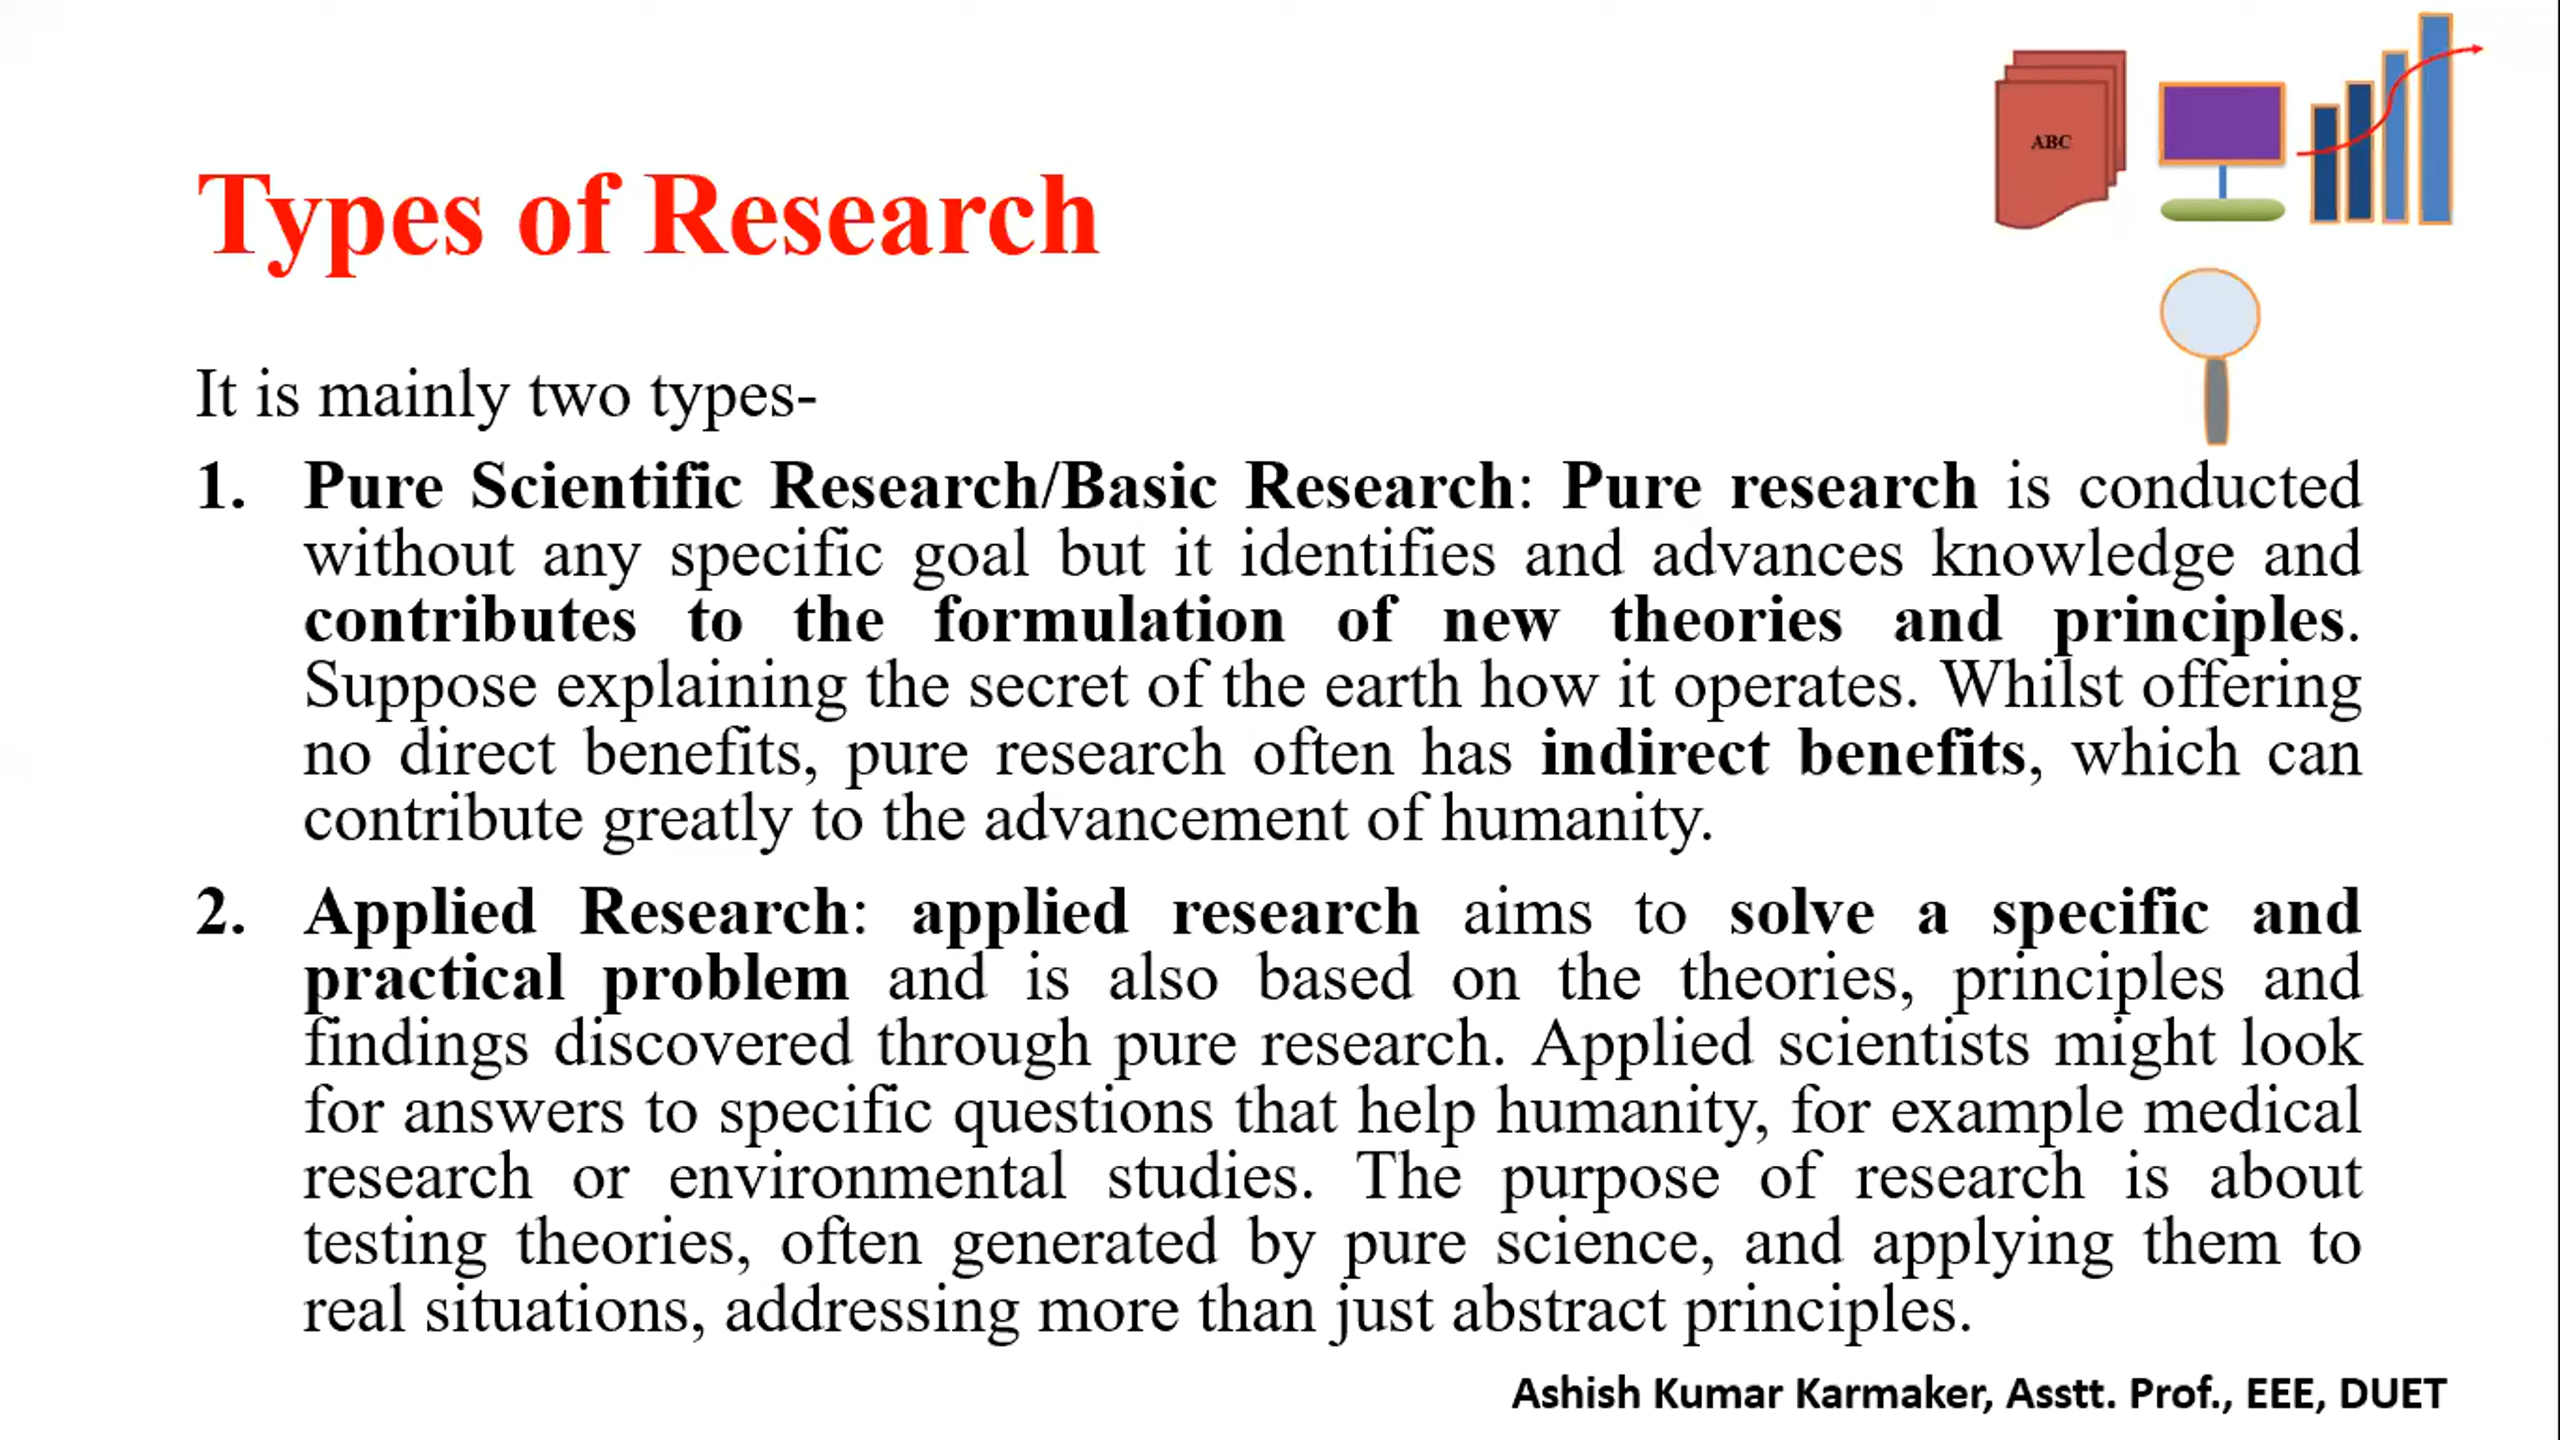 ABC
Types of Research
It is mainly two types-
1. Pure Scientific Research/Basic Research: Pure research is conducted
without any specific goal but it identifies and advances knowledge and
contributes to the formulation of new theories and principles.
Suppose explaining the secret of the earth how it operates. Whilst offering
no direct benefits, pure research often has indirect benefits, which can
contribute greatly to the advancement of humanity.
2. Applied Research: applied research aims to solve a specific and
practical problem and is also based on the theories, principles and
findings discovered through pure research. Applied scientists might look
for answers to specific questions that help humanity, for example medical
research or environmental studies. The purpose of research is about
testing theories, often generated by pure science, and applying them to
real situations, addressing more than just abstract principles.
Ashish Kumar Karmaker, Asstt. Prof., EEE, DUET